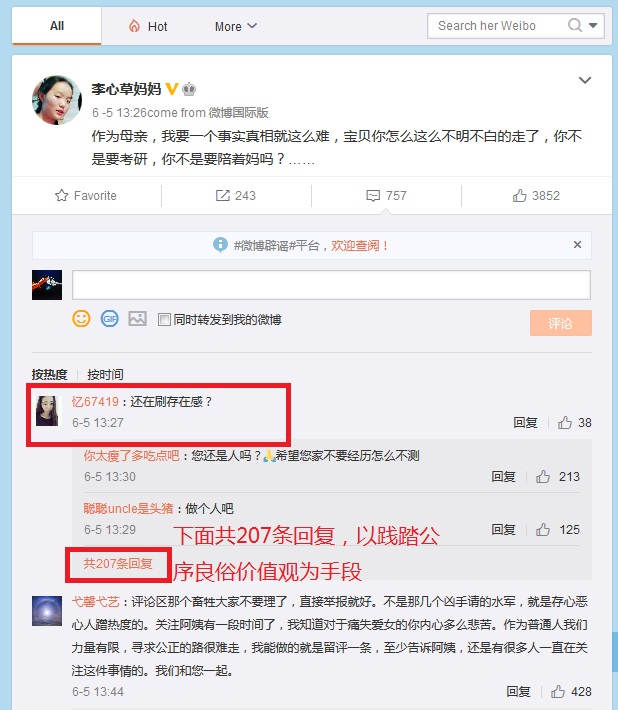 All
Hot
More
Search her Weibo
李心草妈妈
6 -5 13:26come from 微博国际版
作为母亲，我要一个事实真相就这么难，宝贝你怎么这么不明不白的走了，你不
是要考研，你不是要陪着妈吗？……
Favorite
243
757
3852
#微博辟谣#平台，欢迎查阅！
GIF
同时转发到我的微博
评论
按热度 | 按时间
忆67419：还在刷存在感？
6-5 13:27
回复
38
你太瘦了多吃点吧：您还是人吗？🙏希望您家不要经历怎么不测
6-5 13:30
回复
213
聪聪uncle是头猪：做个人吧
6-5 13:29
回复
125
下面共207条回复，以践踏公
共207条回复
序良俗价值观为手段
弋馨弋艺：评论区那个畜牲大家不要理了，直接举报就好。不是那几个凶手请的水军，就是存心恶
心人蹭热度的。关注阿姨有一段时间了，我知道对于痛失爱女的你内心多么悲苦。作为普通人我们
力量有限，寻求公正的路很难走，我能做的就是留评一条，至少告诉阿姨，还是有很多人一直在关
注这件事情的。我们和您一起。
6-5 13:44
回复
428